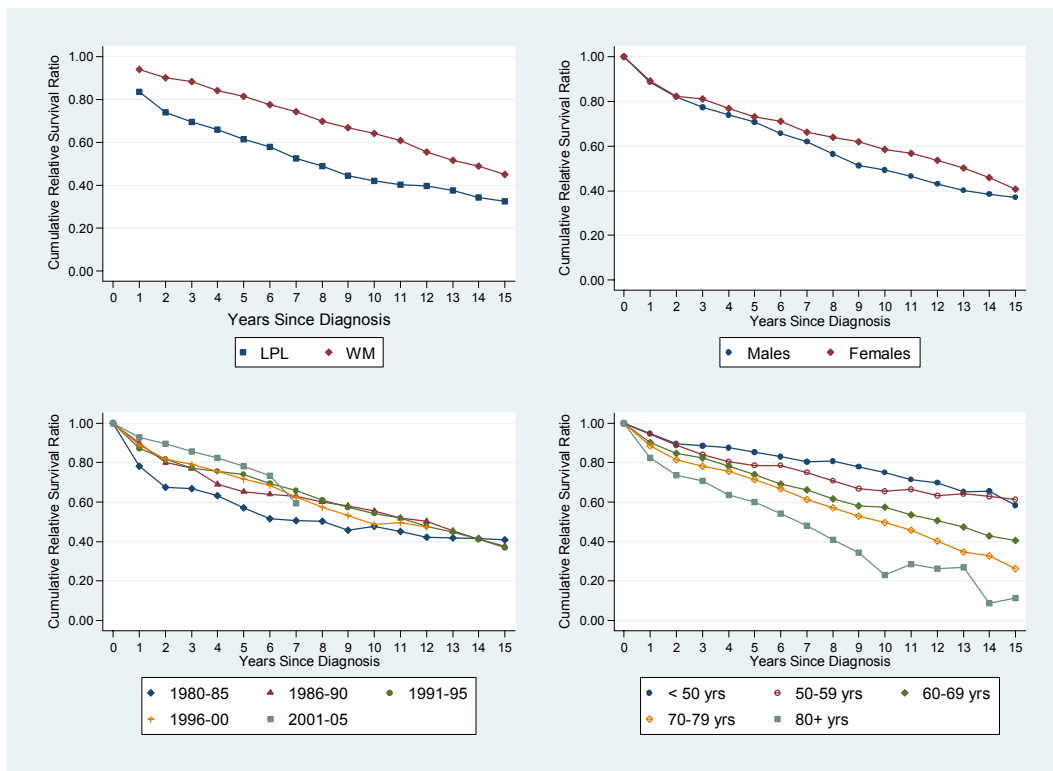 Cumulative Relative Survival Ratio
1.00
0.80
0.60
0.40
0.20
0.00
0 1 2 3 4 5 6 7 8 9 10 11 12 13 14 15
Years Since Diagnosis
LPL WM
Cumulative Relative Survival Ratio
1.00
0.80
0.60
0.40
0.20
0.00
0 1 2 3 4 5 6 7 8 9 10 11 12 13 14 15
Years Since Diagnosis
Males Females
Cumulative Relative Survival Ratio
1.00
0.80
0.60
0.40
0.20
0.00
0 1 2 3 4 5 6 7 8 9 10 11 12 13 14 15
Years Since Diagnosis
1980-85 1986-90 1991-95
1996-00 2001-05
Cumulative Relative Survival Ratio
1.00
0.80
0.60
0.40
0.20
0.00
0 1 2 3 4 5 6 7 8 9 10 11 12 13 14 15
Years Since Diagnosis
< 50 yrs 50-59 yrs 60-69 yrs
70-79 yrs 80+ yrs